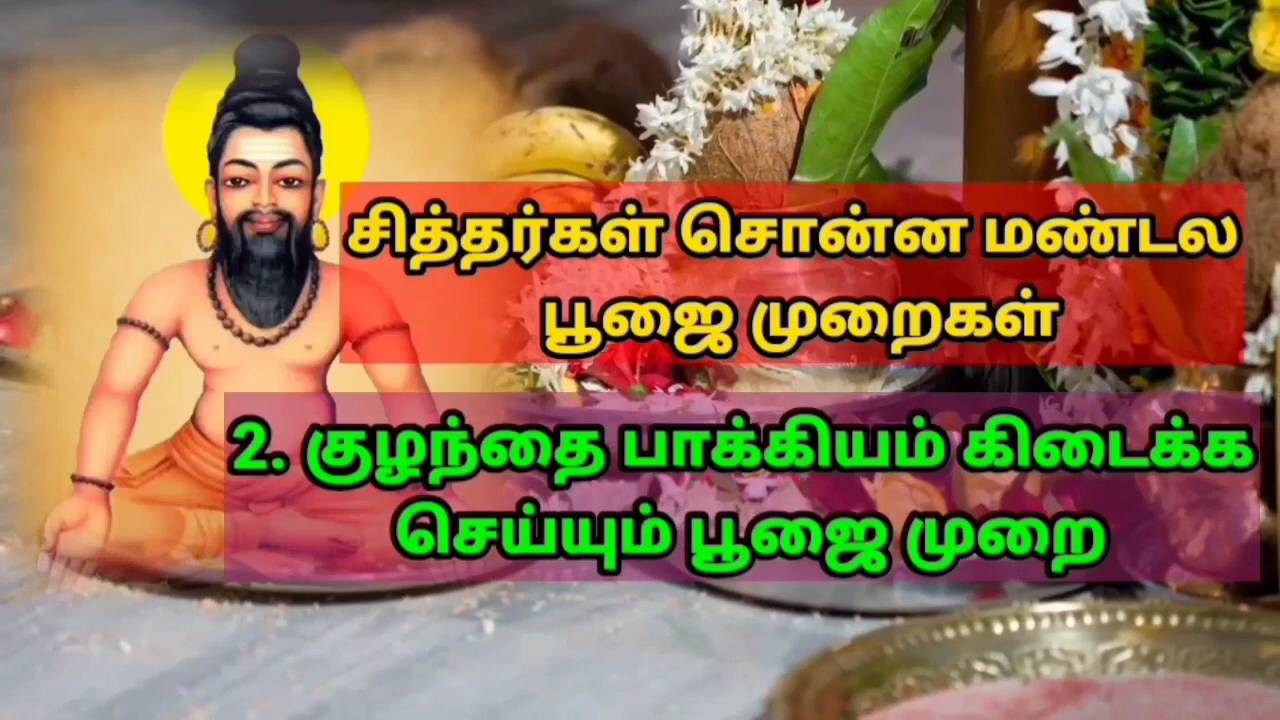 சித்தர்கள் சொன்ன மண்டல
பூஜை முறைகள்
2. குழந்தை பாக்கியம் கிடைக்க
செய்யும் பூஜை முறை